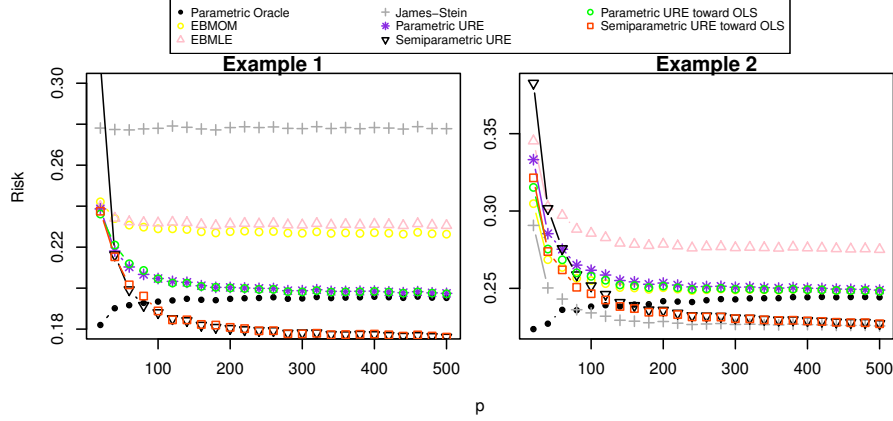 Parametric Oracle
EBMOM
EBMLE
James−Stein
Parametric URE
Semiparametric URE
Parametric URE toward OLS
Semiparametric URE toward OLS
Example 1
Example 2
Risk
0.30
0.26
0.22
0.18
100
200
300
400
500
0.35
0.30
0.25
100
200
300
400
500
p